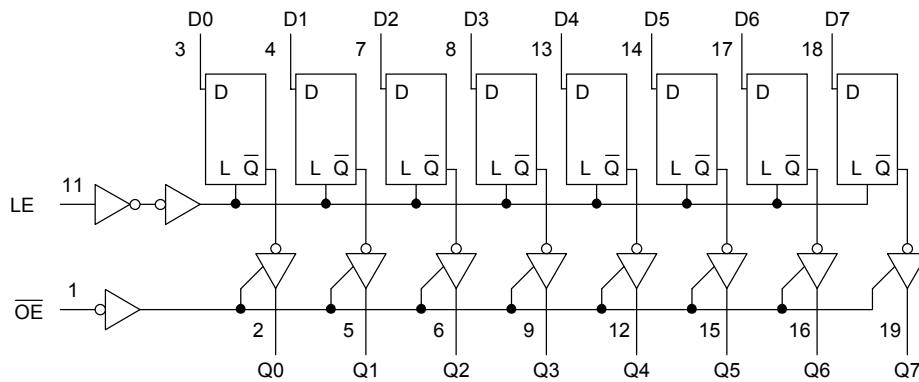 D0 D1 D2 D3 D4 D5 D6 D7
3 4 7 8 13 14 17 18
D D D D D D D D
L Q̅ L Q̅ L Q̅ L Q̅ L Q̅ L Q̅ L Q̅ L Q̅
11
LE
1
O̅E̅
2 5 6 9 12 15 16 19
Q0 Q1 Q2 Q3 Q4 Q5 Q6 Q7